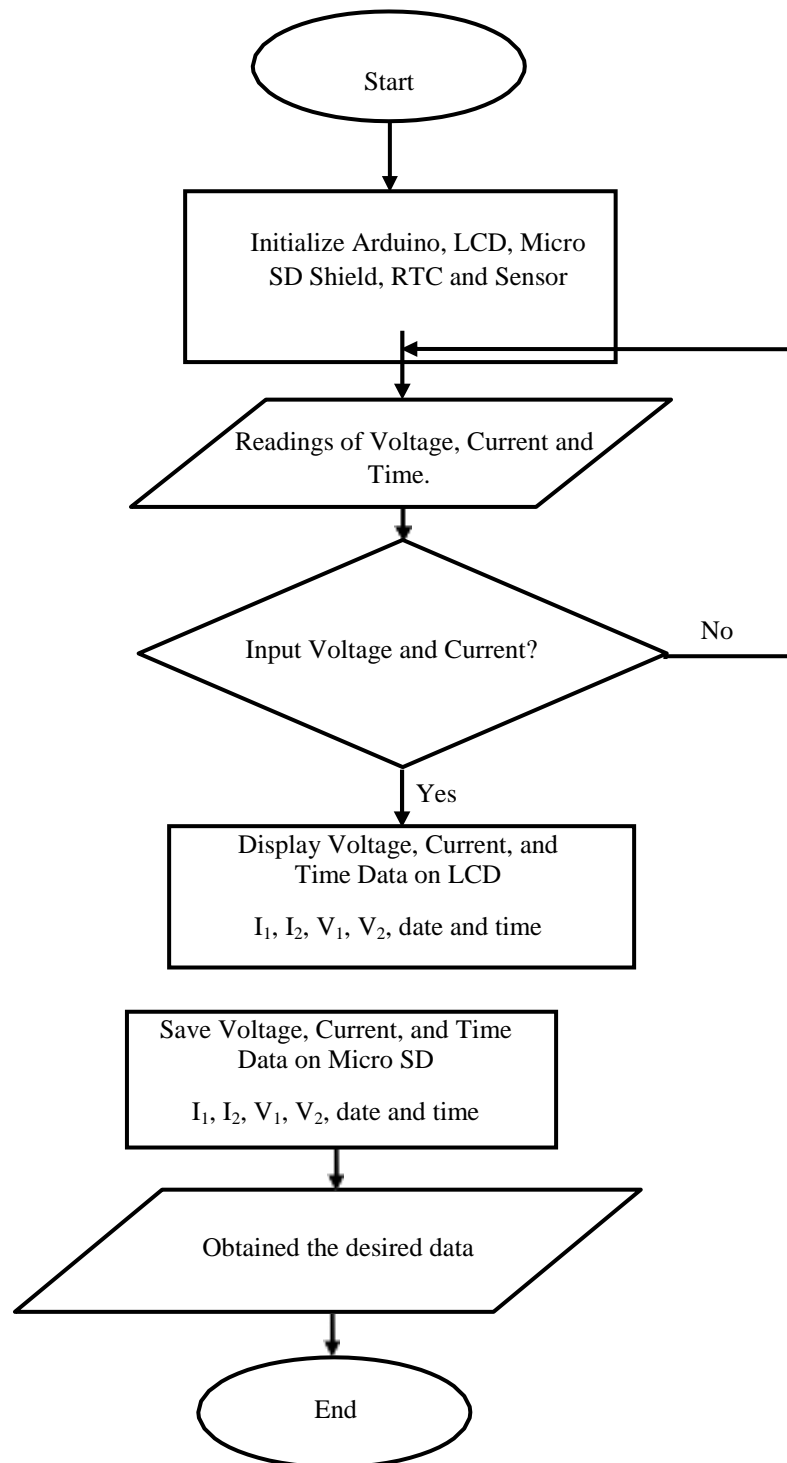 Start
Initialize Arduino, LCD, Micro
SD Shield, RTC and Sensor
Readings of Voltage, Current and
Time.
Input Voltage and Current?
No
Yes
Display Voltage, Current, and
Time Data on LCD
I₁, I₂, V₁, V₂, date and time
Save Voltage, Current, and Time
Data on Micro SD
I₁, I₂, V₁, V₂, date and time
Obtained the desired data
End